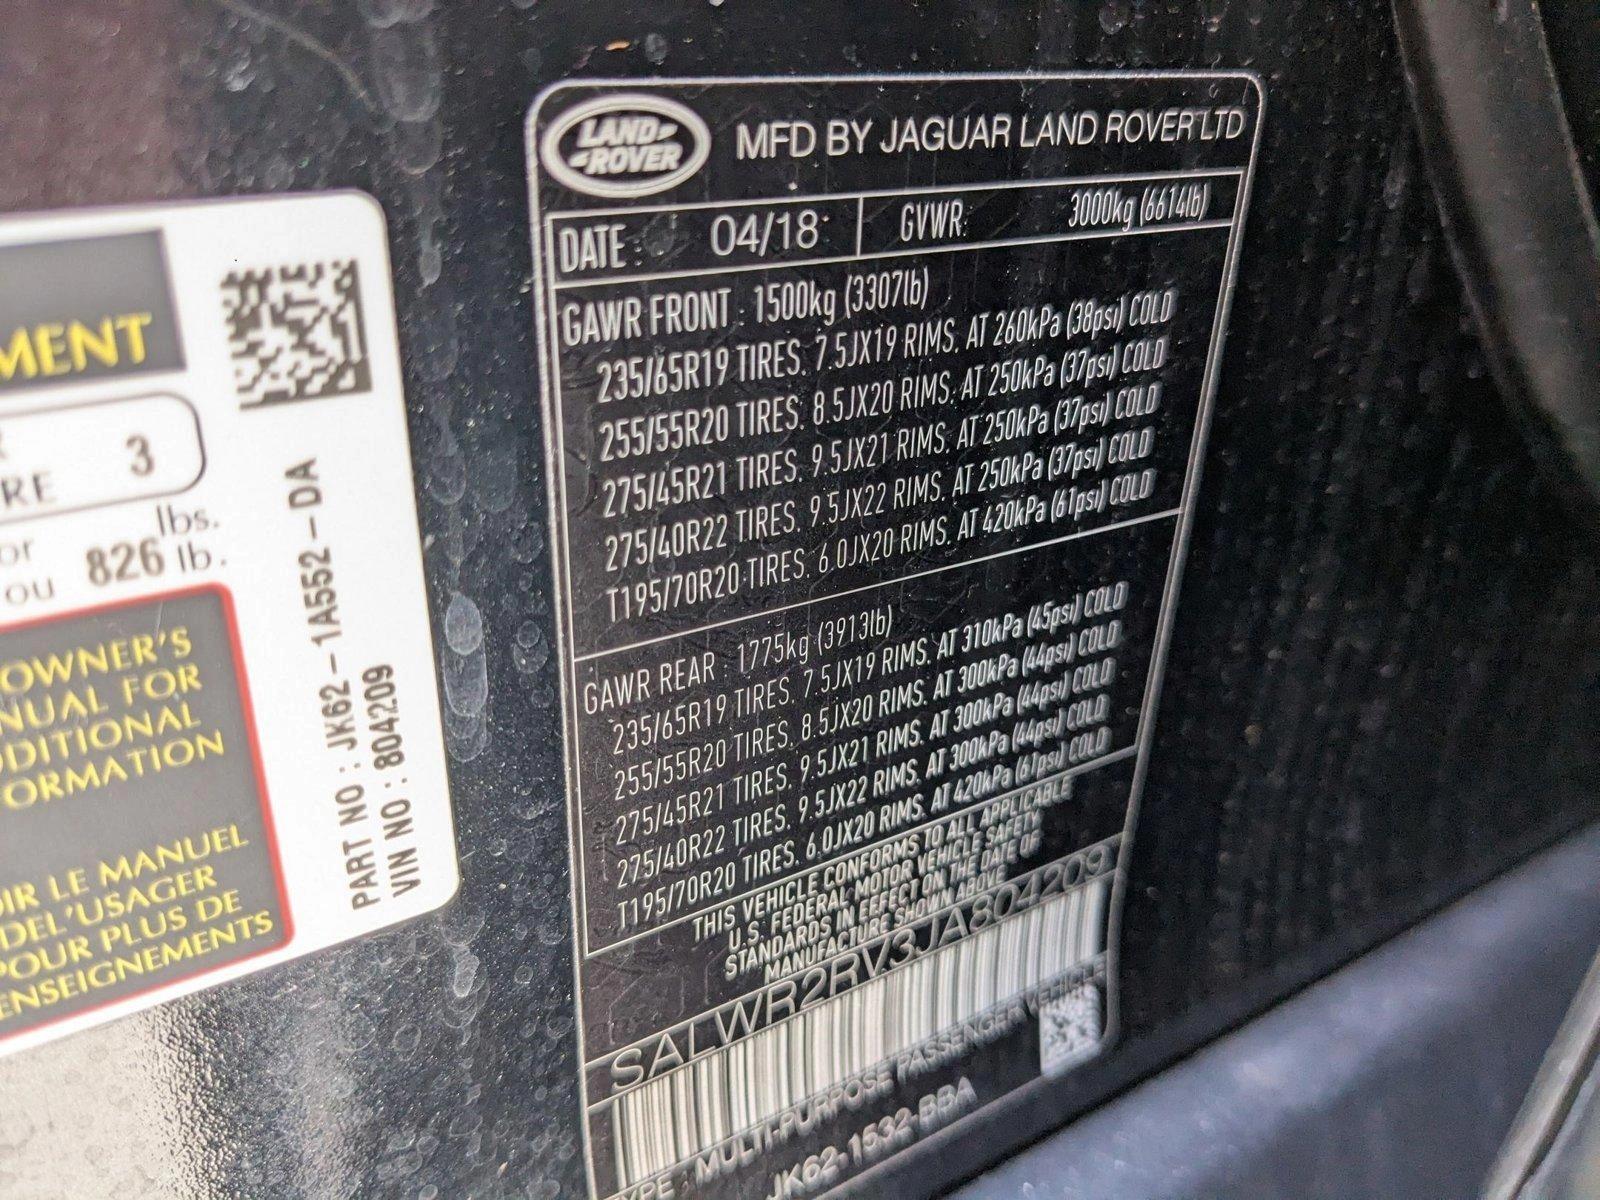 MENT
3
RE
lbs.
or
ou 826 lb.
OWNER'S
NUAL FOR
DDITIONAL
FORMATION
OIR LE MANUEL
DEL'USAGER
POUR PLUS DE
ENSEIGNEMENTS
PART NO : JK62-1A552-DA
VIN NO : 804209
LAND ROVER
MFD BY JAGUAR LAND ROVER LTD
DATE : 04/18 GVWR: 3000kg (6614lb)
GAWR FRONT : 1500kg (3307lb)
235/65R19 TIRES. 7.5JX19 RIMS. AT 260kPa (38psi) COLD
255/55R20 TIRES. 8.5JX20 RIMS. AT 250kPa (37psi) COLD
275/45R21 TIRES. 9.5JX21 RIMS. AT 250kPa (37psi) COLD
275/40R22 TIRES. 9.5JX22 RIMS. AT 250kPa (37psi) COLD
T195/70R20 TIRES. 6.0JX20 RIMS. AT 420kPa (61psi) COLD
GAWR REAR : 1775kg (3913lb)
235/65R19 TIRES. 7.5JX19 RIMS. AT 310kPa (45psi) COLD
255/55R20 TIRES. 8.5JX20 RIMS. AT 300kPa (44psi) COLD
275/45R21 TIRES. 9.5JX21 RIMS. AT 300kPa (44psi) COLD
275/40R22 TIRES. 9.5JX22 RIMS. AT 300kPa (44psi) COLD
T195/70R20 TIRES. 6.0JX20 RIMS. AT 420kPa (61psi) COLD
THIS VEHICLE CONFORMS TO ALL APPLICABLE
U.S. FEDERAL MOTOR VEHICLE SAFETY
STANDARDS IN EFFECT ON THE DATE OF
MANUFACTURE SHOWN ABOVE
SALWR2RV3JA804209
TYPE : MULTI-PURPOSE PASSENGER VEHICLE
JK62-1532-BBA